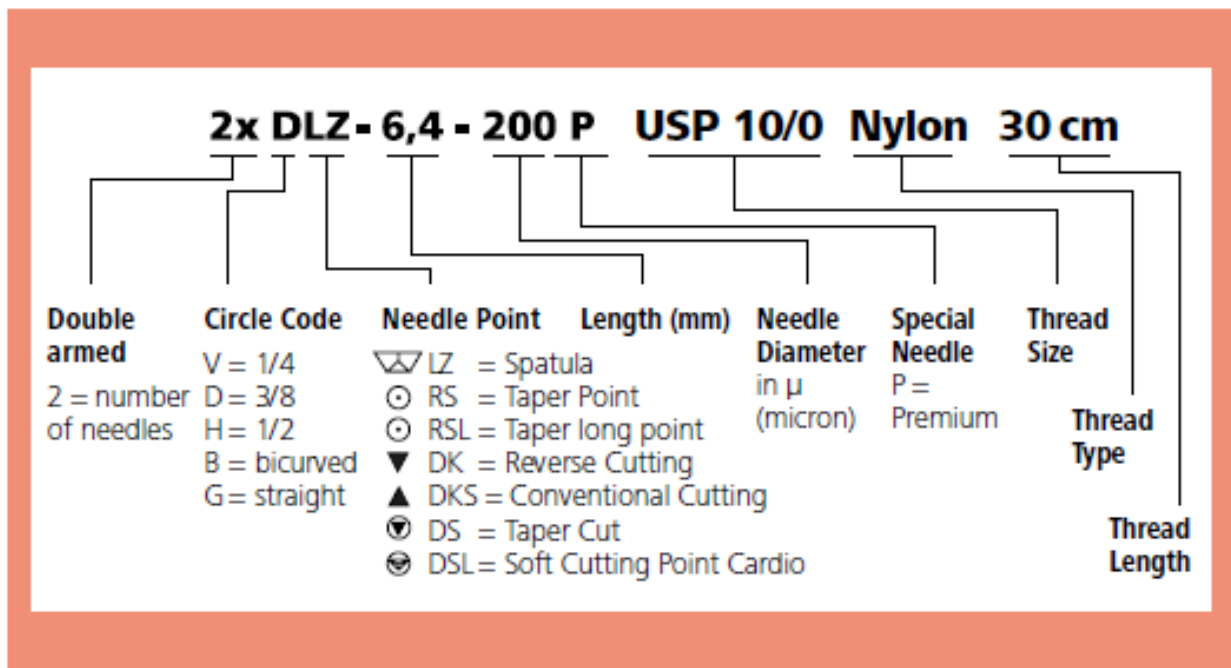 2x DLZ - 6,4 - 200 P USP 10/0 Nylon 30 cm
Double armed
2 = number of needles
Circle Code
V = 1/4
D = 3/8
H = 1/2
B = bicurved
G = straight
Needle Point
LZ = Spatula
RS = Taper Point
RSL = Taper long point
DK = Reverse Cutting
DKS = Conventional Cutting
DS = Taper Cut
DSL = Soft Cutting Point Cardio
Length (mm)
Needle
Diameter
in µ
(micron)
Special
Needle
P =
Premium
Thread
Size
Thread
Type
Thread
Length